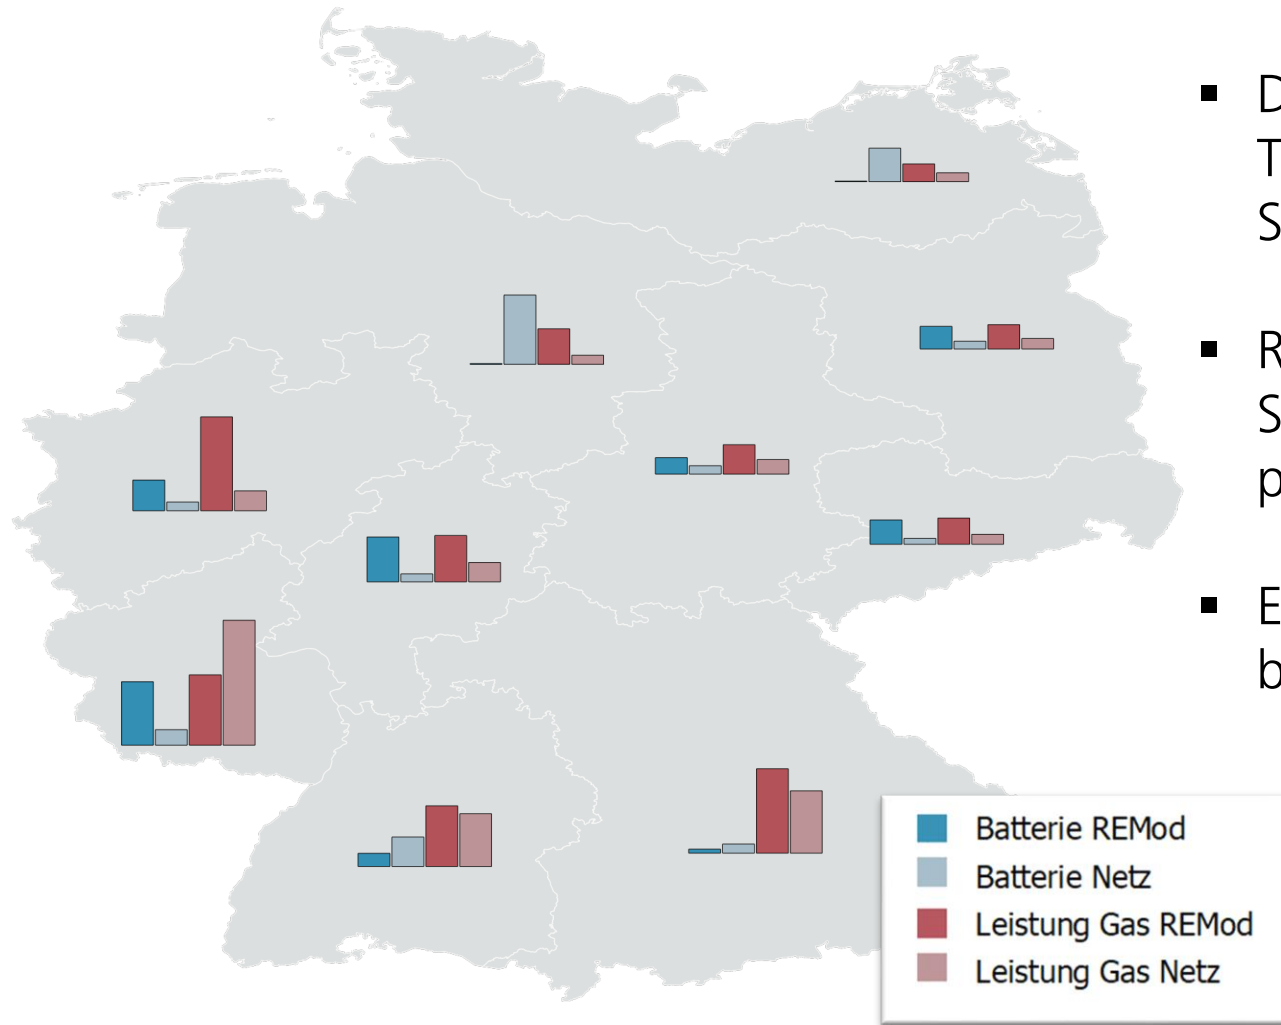 D
T
S
R
S
p
E
b
Batterie REMod
Batterie Netz
Leistung Gas REMod
Leistung Gas Netz